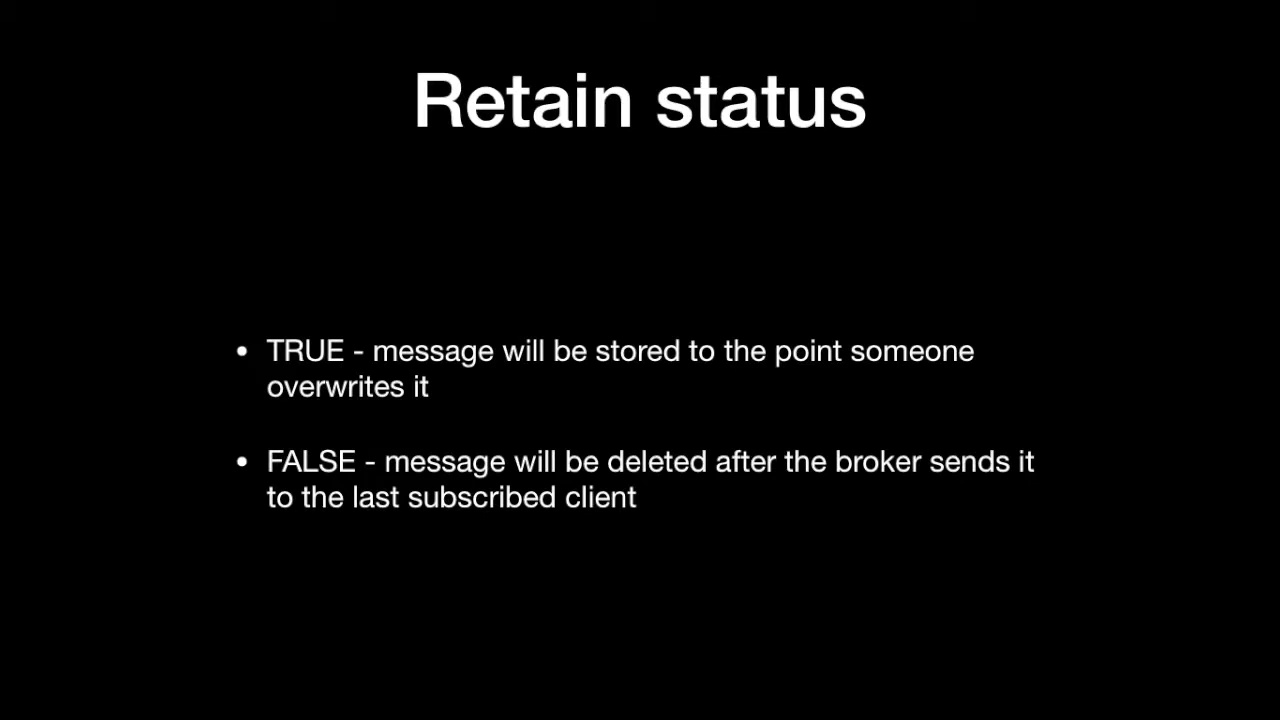 Retain status
• TRUE - message will be stored to the point someone
overwrites it
• FALSE - message will be deleted after the broker sends it
to the last subscribed client